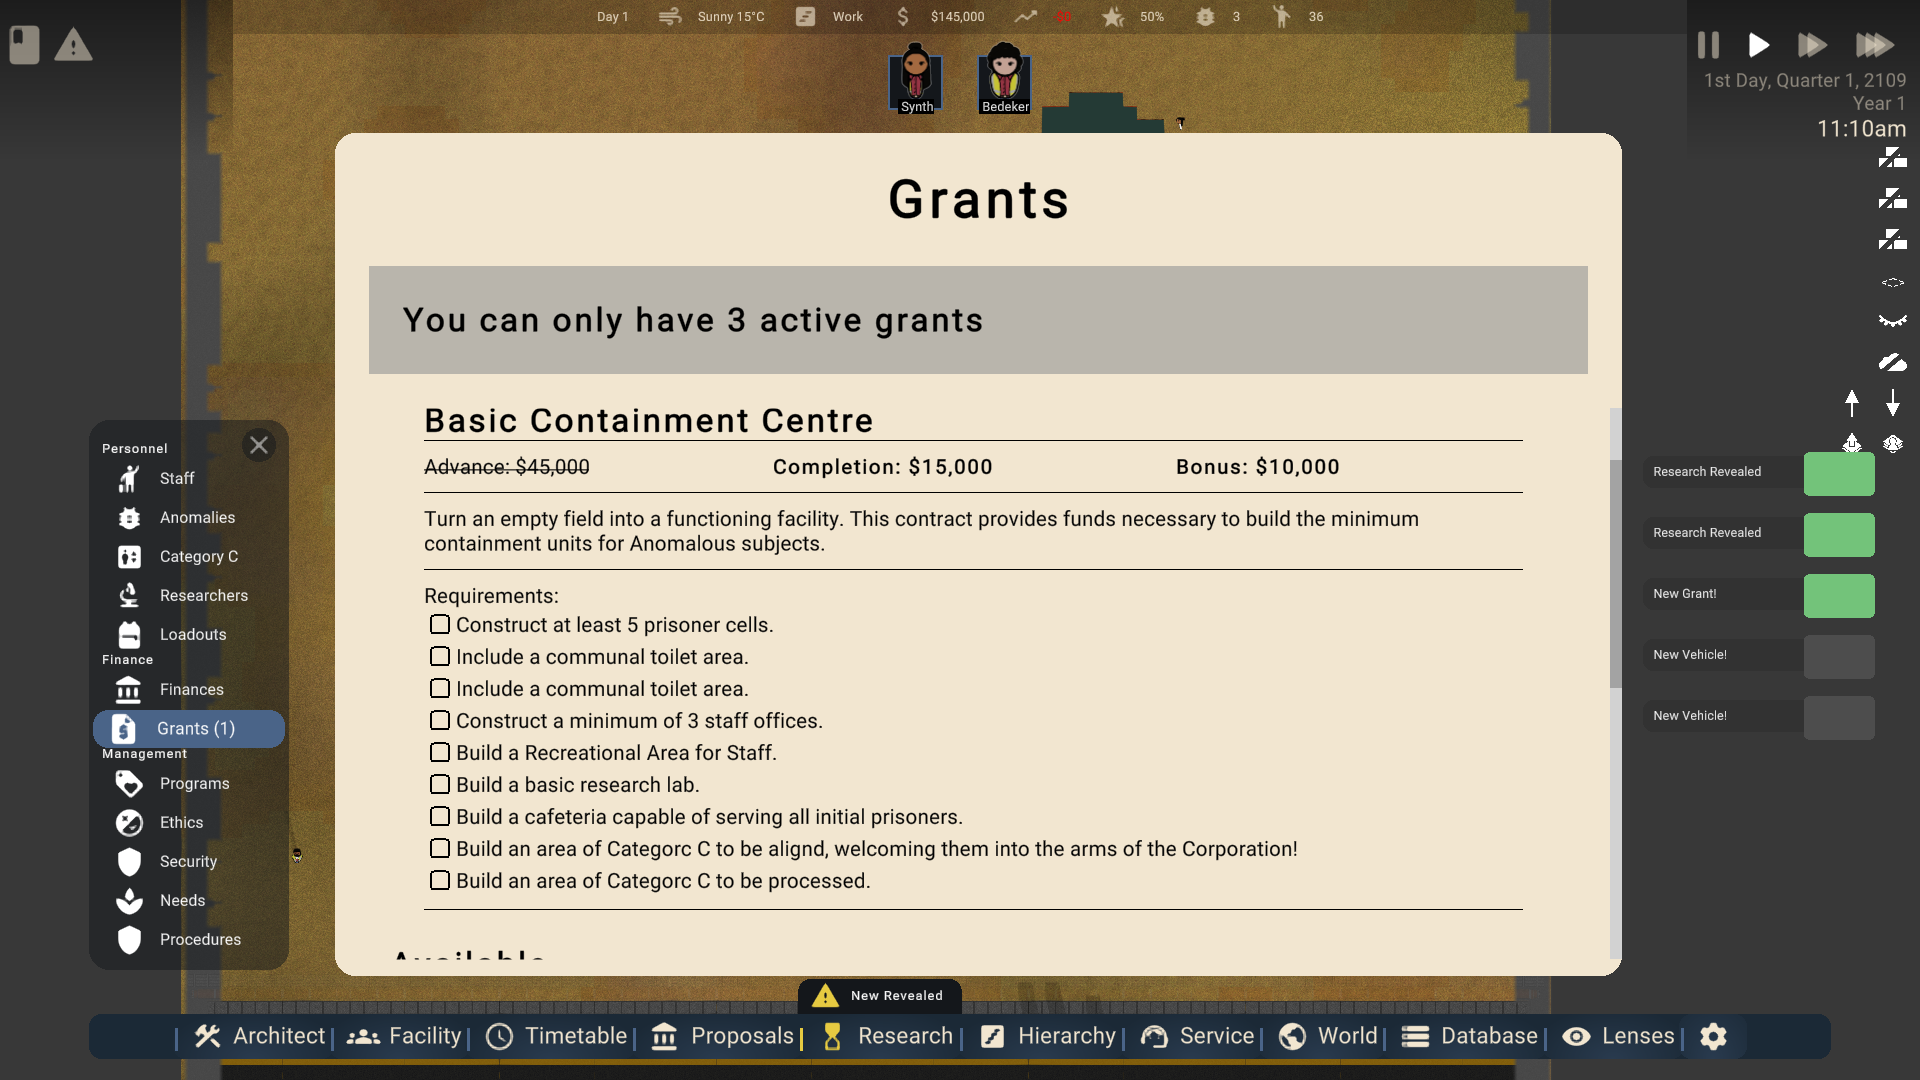 Day 1
Sunny 15°C
Work
$145,000
$0
50%
3
36
Synth
Bedeker
1st Day, Quarter 1, 2109
Year 1
11:10am
Grants
You can only have 3 active grants
Basic Containment Centre
Advance: $45,000
Completion: $15,000
Bonus: $10,000
Turn an empty field into a functioning facility. This contract provides funds necessary to build the minimum
containment units for Anomalous subjects.
Requirements:
Construct at least 5 prisoner cells.
Include a communal toilet area.
Include a communal toilet area.
Construct a minimum of 3 staff offices.
Build a Recreational Area for Staff.
Build a basic research lab.
Build a cafeteria capable of serving all initial prisoners.
Build an area of Categorc C to be alignd, welcoming them into the arms of the Corporation!
Build an area of Categorc C to be processed.
Available
Personnel
Staff
Anomalies
Category C
Researchers
Loadouts
Finance
Finances
Grants (1)
Management
Programs
Ethics
Security
Needs
Procedures
Research Revealed
Research Revealed
New Grant!
New Vehicle!
New Vehicle!
New Revealed
Architect
Facility
Timetable
Proposals
Research
Hierarchy
Service
World
Database
Lenses